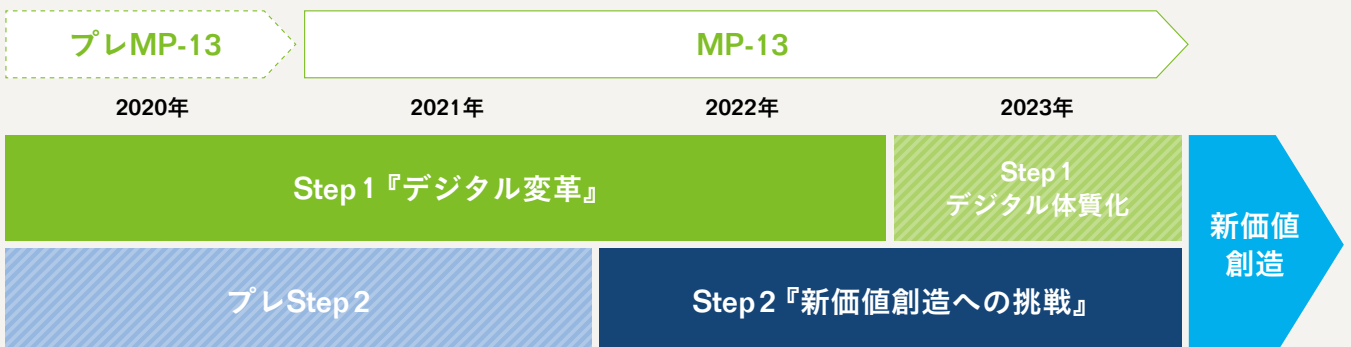 プレMP-13
MP-13
2020年
2021年
2022年
2023年
Step 1『デジタル変革』
Step 1
デジタル体質化
新価値
創造
プレStep 2
Step 2『新価値創造への挑戦』